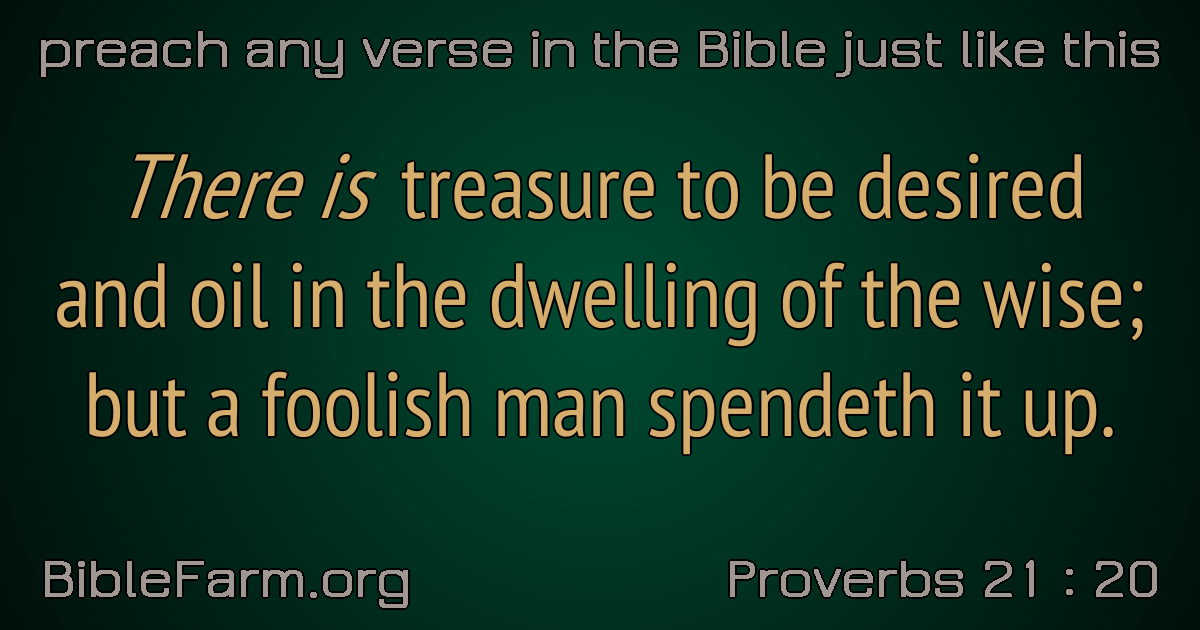 preach any verse in the Bible just like this
There is treasure to be desired
and oil in the dwelling of the wise;
but a foolish man spendeth it up.
BibleFarm.org
Proverbs 21 : 20